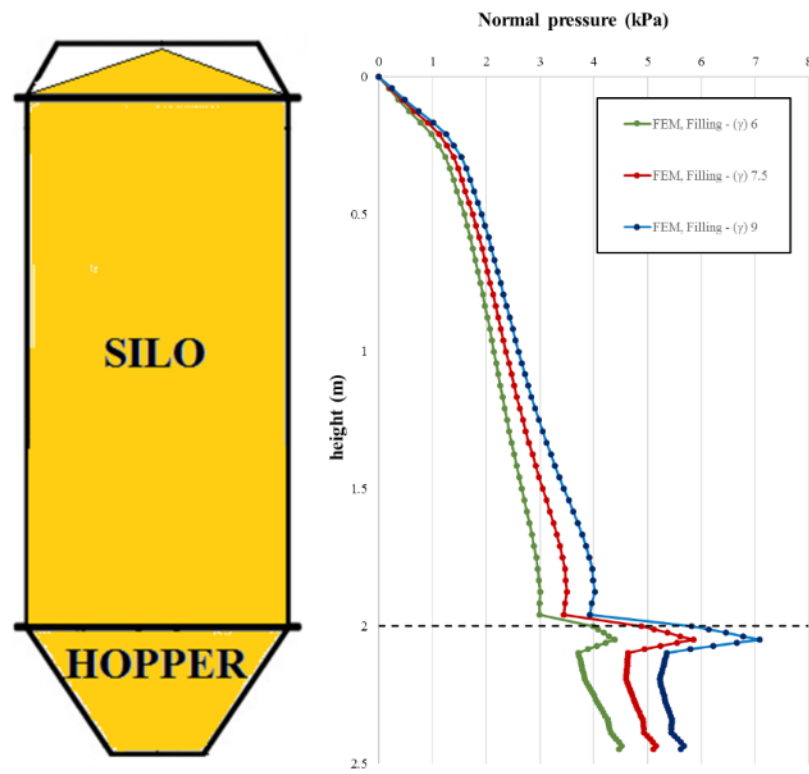 Normal pressure (kPa)
0 1 2 3 4 5 6 7 8
0
0.5
1
1.5
2
2.5
height (m)
FEM, Filling - (γ) 6
FEM, Filling - (γ) 7.5
FEM, Filling - (γ) 9
SILO
HOPPER